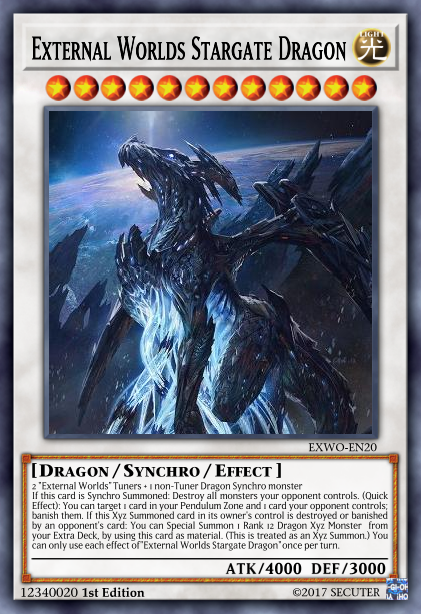 EXTERNAL WORLDS STARGATE DRAGON
LIGHT
光
EXWO-EN20
[DRAGON / SYNCHRO / EFFECT ]
2 "External Worlds" Tuners + 1 non-Tuner Dragon Synchro monster
If this card is Synchro Summoned: Destroy all monsters your opponent controls. (Quick
Effect): You can target 1 card in your Pendulum Zone and 1 card your opponent controls;
banish them. If this Xyz Summoned card in its owner's control is destroyed or banished
by an opponent's card: You can Special Summon 1 Rank 12 Dragon Xyz Monster from
your Extra Deck, by using this card as material. (This is treated as an Xyz Summon.) You
can only use each effect of "External Worlds Stargate Dragon" once per turn.
ATK/4000 DEF/3000
12340020 1st Edition
©2017 SECUTER